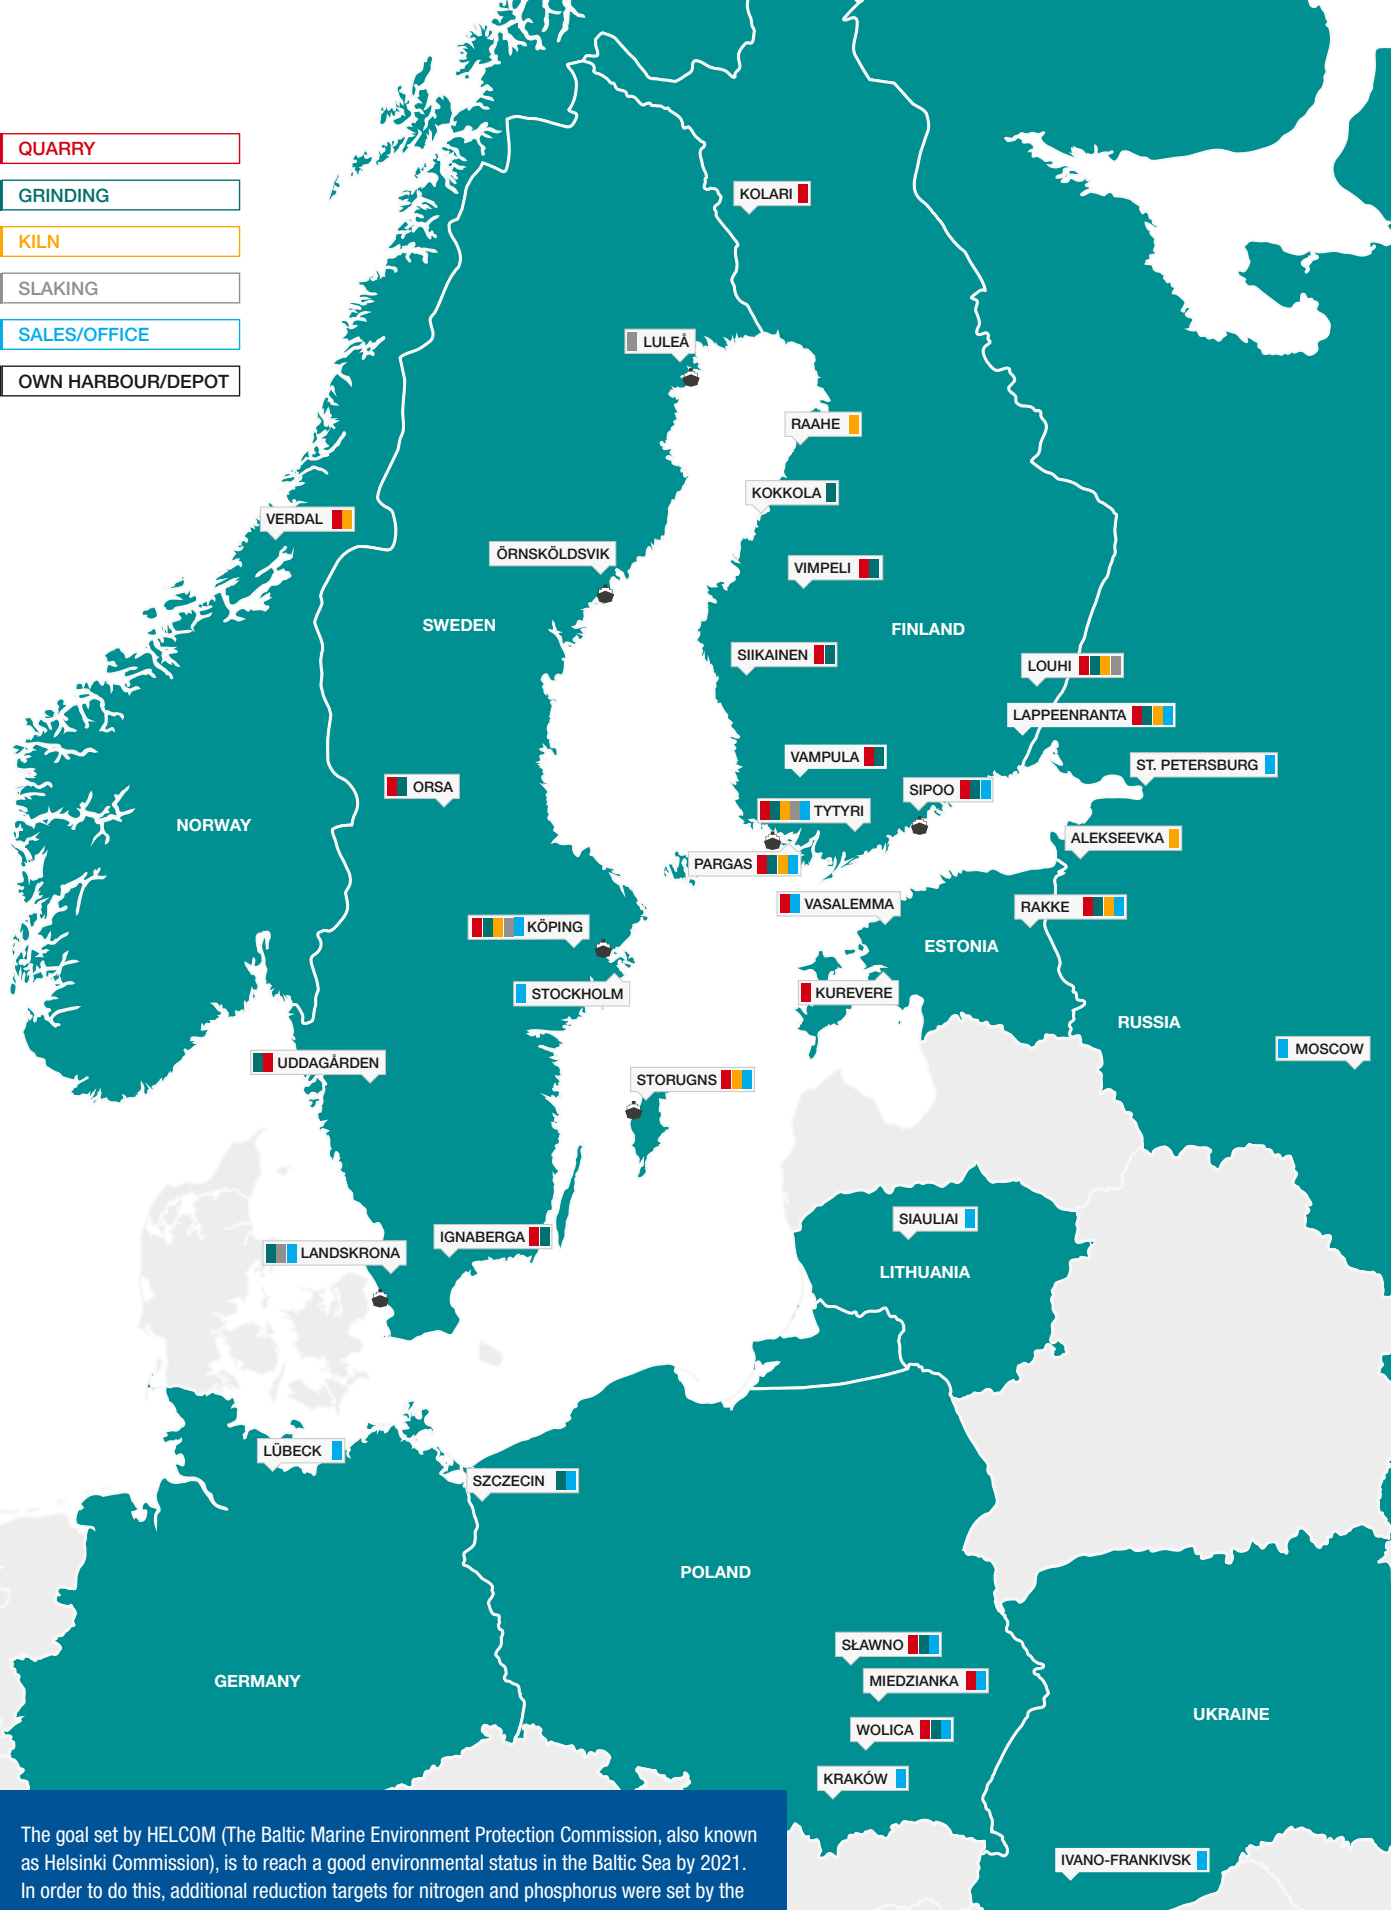 QUARRY
GRINDING
KILN
SLAKING
SALES/OFFICE
OWN HARBOUR/DEPOT
KOLARI
LULEÅ
RAAHE
KOKKOLA
VERDAL
ÖRNSKÖLDSVIK
VIMPELI
SWEDEN
FINLAND
SIIKAINEN
LOUHI
LAPPEENRANTA
VAMPULA
ST. PETERSBURG
ORSA
SIPOO
TYTYRI
NORWAY
ALEKSEEVKA
PARGAS
VASALEMMA
RAKKE
KÖPING
ESTONIA
STOCKHOLM
KUREVERE
RUSSIA
MOSCOW
UDDAGÅRDEN
STORUGNS
SIAULIAI
IGNABERGA
LANDSKRONA
LITHUANIA
LÜBECK
SZCZECIN
POLAND
SŁAWNO
GERMANY
MIEDZIANKA
UKRAINE
WOLICA
KRAKÓW
IVANO-FRANKIVSK
The goal set by HELCOM (The Baltic Marine Environment Protection Commission, also known
as Helsinki Commission), is to reach a good environmental status in the Baltic Sea by 2021.
In order to do this, additional reduction targets for nitrogen and phosphorus were set by the